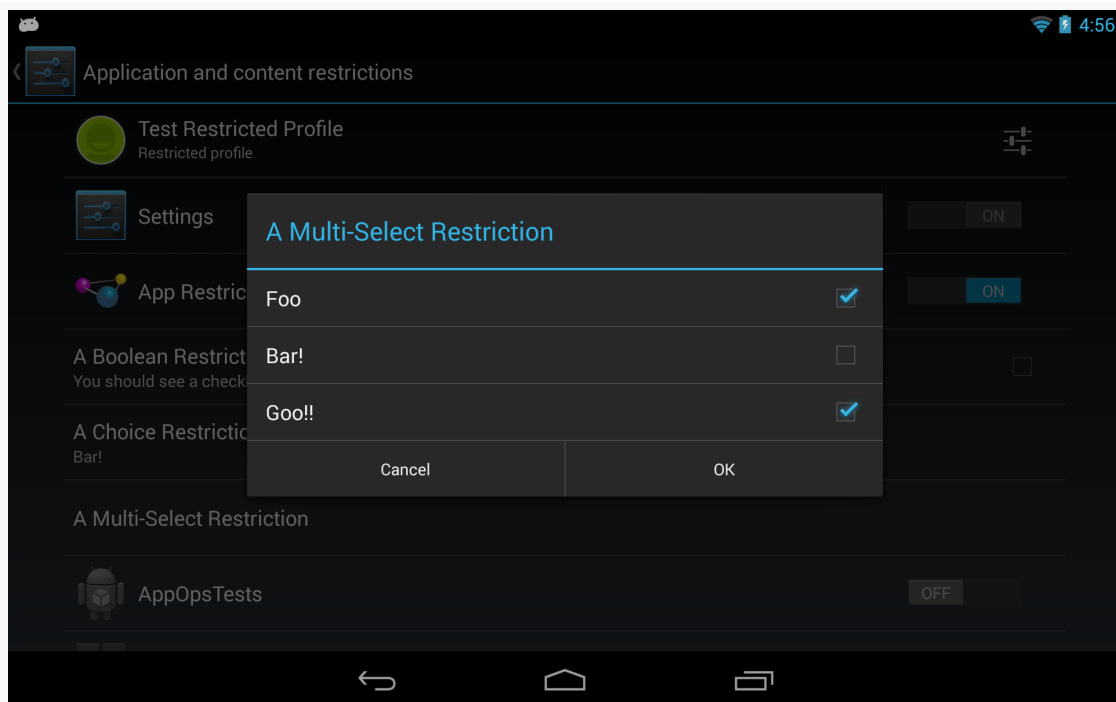 4:56
Application and content restrictions
Test Restricted Profile
Restricted profile
Settings
ON
A Multi-Select Restriction
App Restric
ON
Foo
A Boolean Restrict
You should see a check
Bar!
A Choice Restrictio
Bar!
Goo!!
Cancel
OK
A Multi-Select Restriction
AppOpsTests
OFF